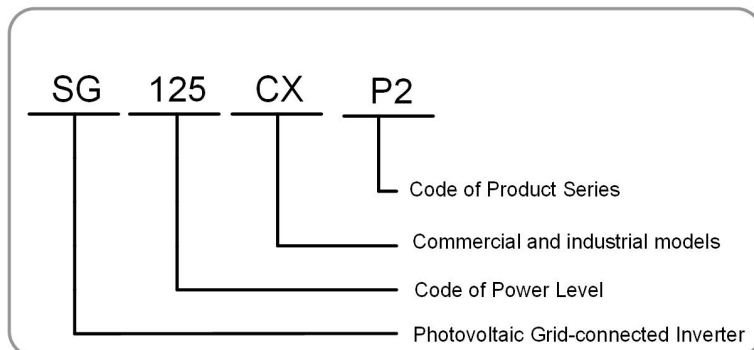 SG 125 CX P2
Code of Product Series
Commercial and industrial models
Code of Power Level
Photovoltaic Grid-connected Inverter